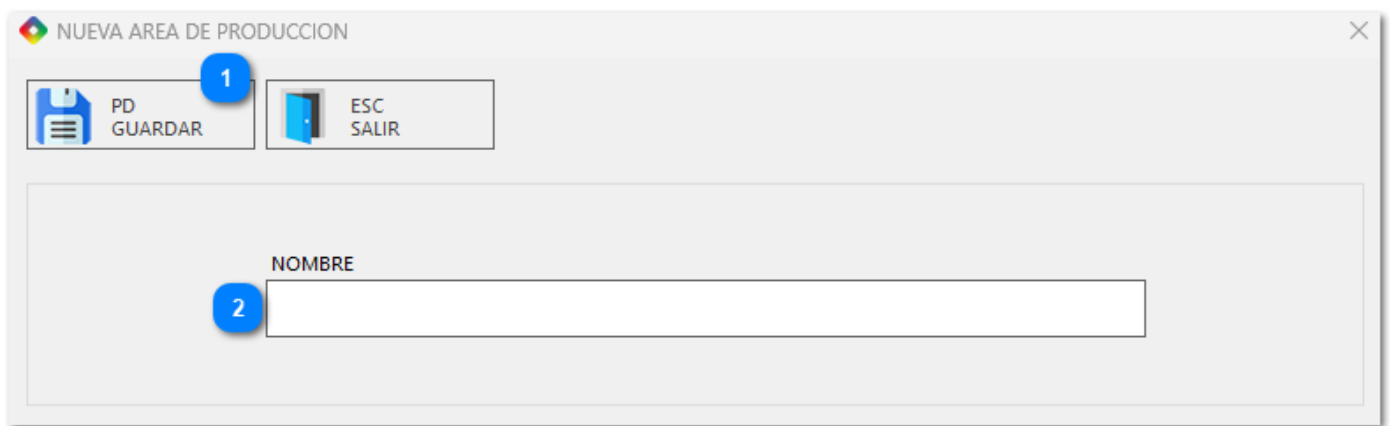 NUEVA AREA DE PRODUCCION
1
PD
GUARDAR
ESC
SALIR
NOMBRE
2